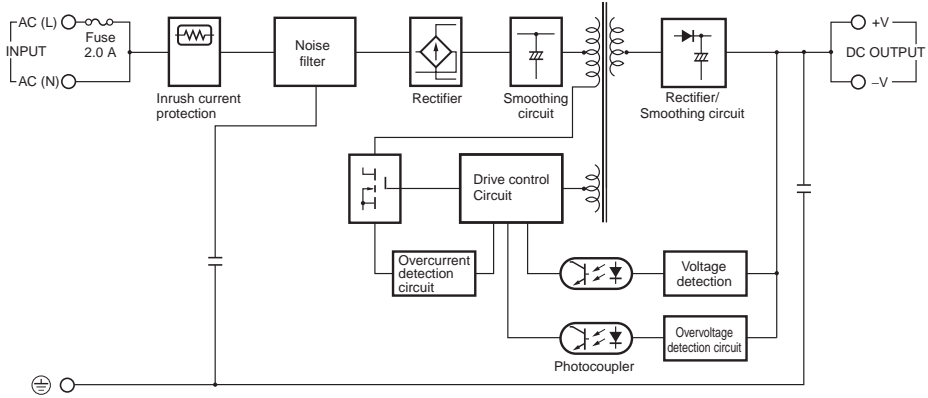 AC (L)
Fuse
2.0 A
INPUT
AC (N)
Inrush current
protection
Noise
filter
Rectifier
Smoothing
circuit
Rectifier/
Smoothing circuit
+V
DC OUTPUT
–V
Drive control
Circuit
Overcurrent
detection
circuit
Voltage
detection
Overvoltage
detection circuit
Photocoupler